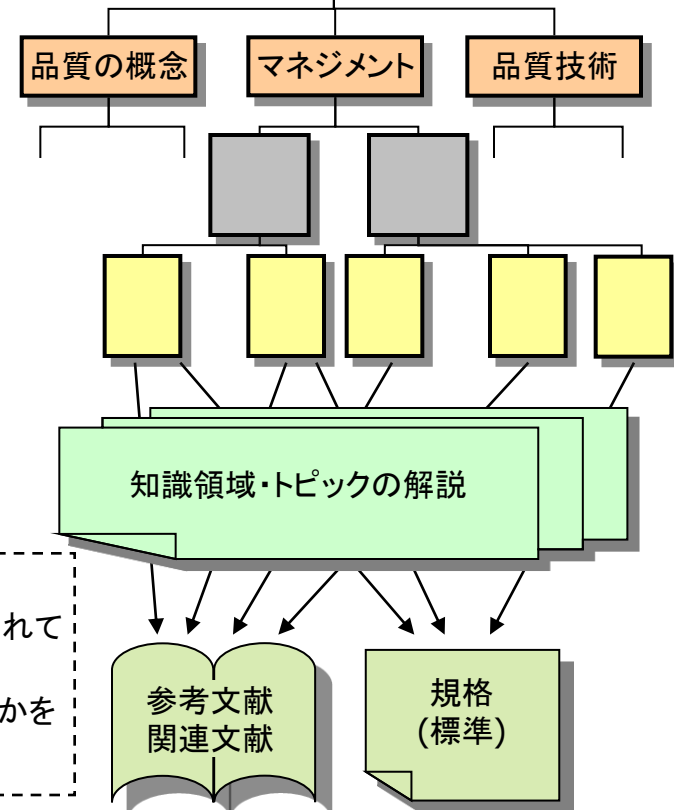 品質の概念
マネジメント
品質技術
知識領域・トピックの解説
れて
かを
参考文献
関連文献
規格
(標準)